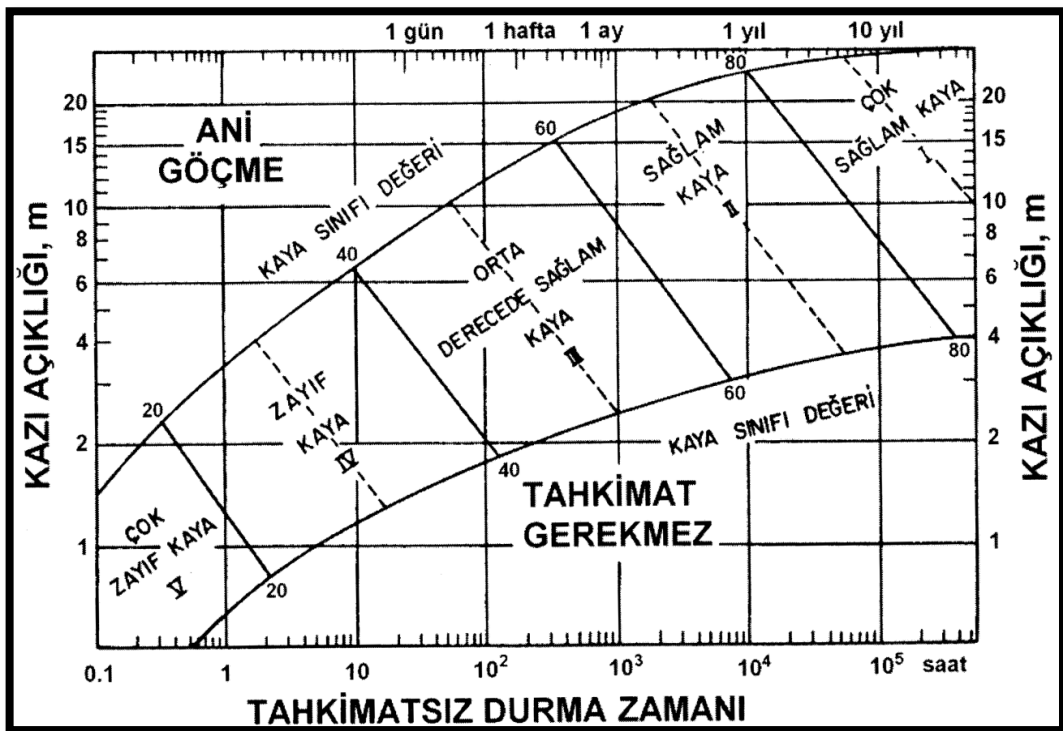 1 gün 1 hafta 1 ay 1 yıl 10 yıl
20
15
10
8
6
4
2
1
KAZI AÇIKLIĞI, m
20
15
10
8
6
4
2
1
KAZI AÇIKLIĞI, m
ANİ
GÖÇME
KAYA SINIFI DEĞERİ
20
40
60
80
ÇOK
SAĞLAM KAYA
I
SAĞLAM
KAYA
II
ORTA
DERECEDE SAĞLAM
KAYA
III
ZAYIF
KAYA
IV
ÇOK
ZAYIF KAYA
V
20
40
60
80
KAYA SINIFI DEĞERİ
TAHKİMAT
GEREKMEZ
0.1 1 10 10² 10³ 10⁴ 10⁵ saat
TAHKİMATSIZ DURMA ZAMANI